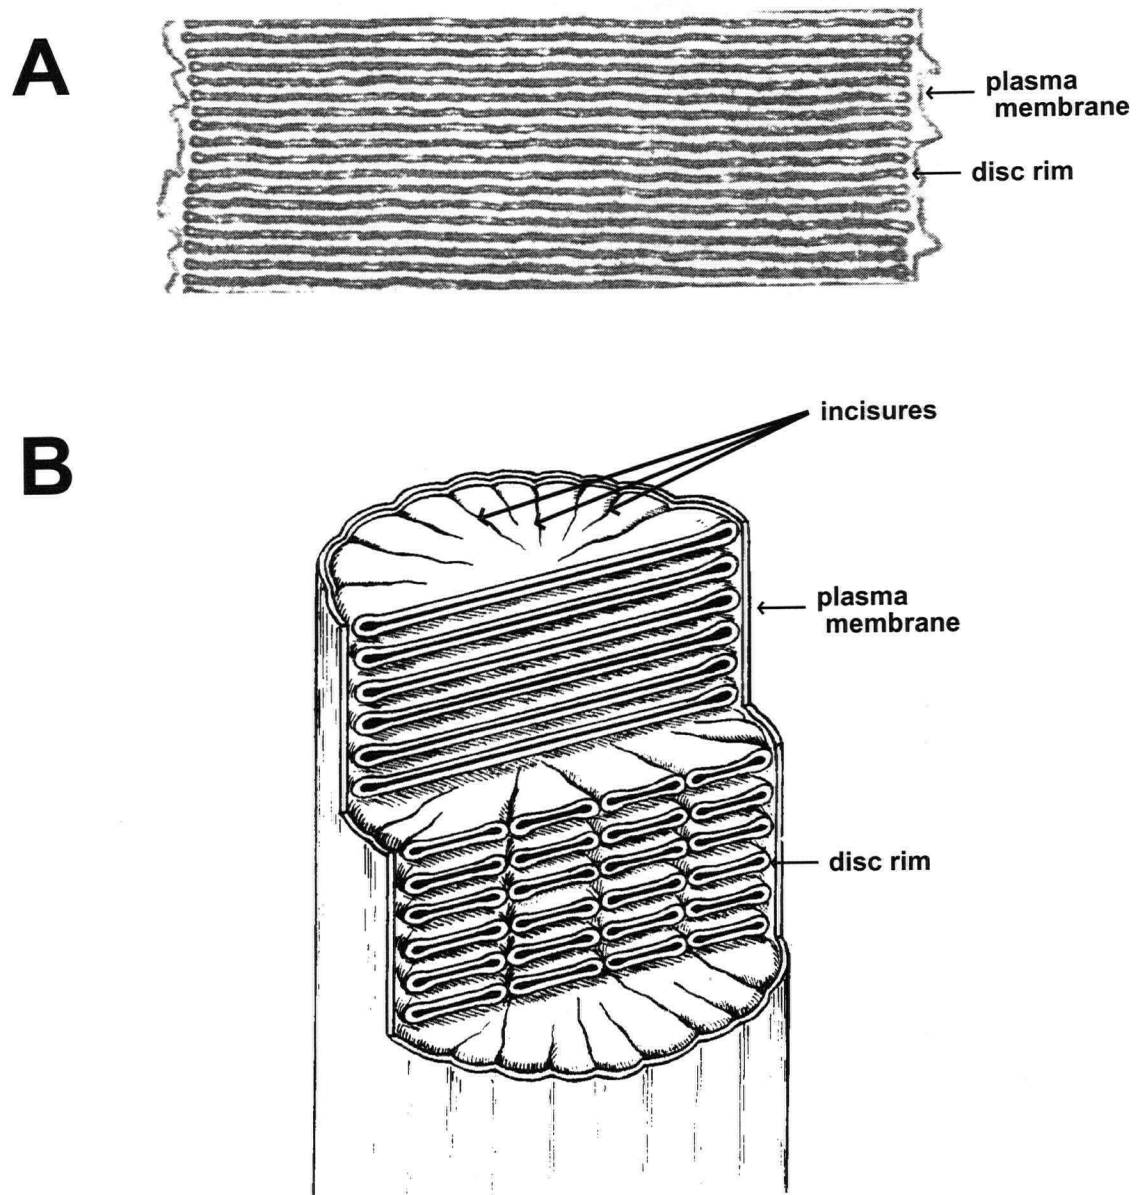 A
plasma
membrane
disc rim
B
incisures
plasma
membrane
disc rim